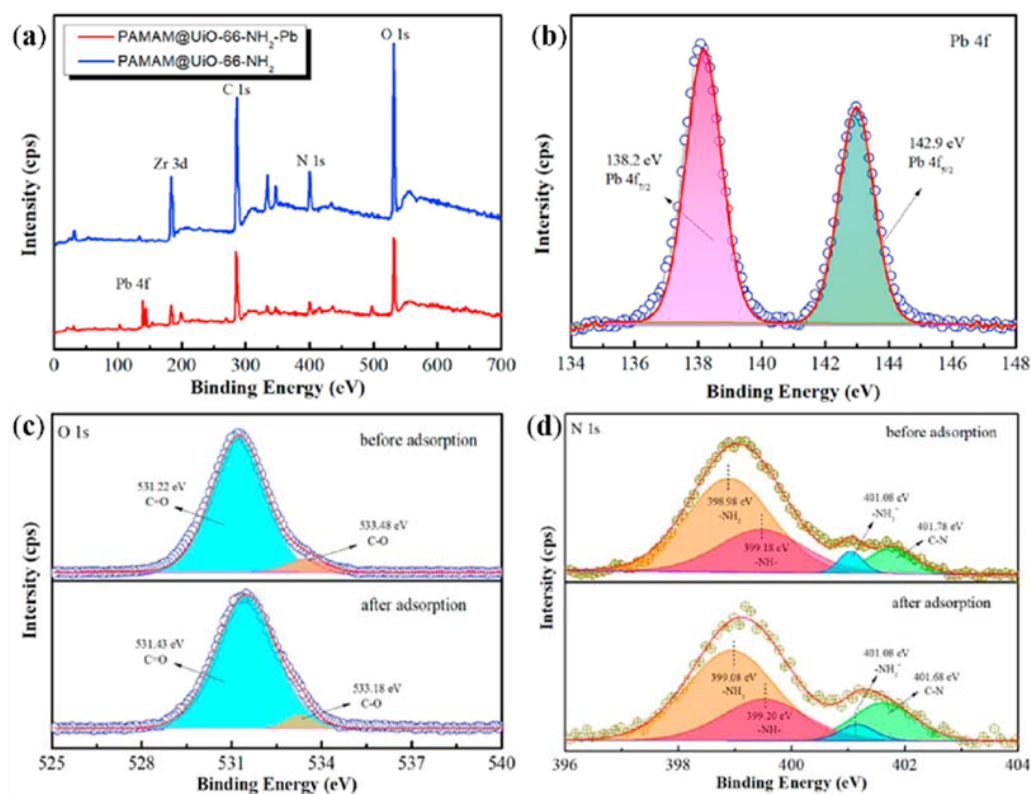 (a)
PAMAM@UiO-66-NH2-Pb
PAMAM@UiO-66-NH2
O 1s
C 1s
Zr 3d
N 1s
Pb 4f
Intensity (cps)
0 100 200 300 400 500 600 700
Binding Energy (eV)
(b)
Pb 4f
138.2 eV
Pb 4f7/2
142.9 eV
Pb 4f5/2
Intersity (cps)
134 136 138 140 142 144 146 148
Binding Energy (eV)
(c)
O 1s
before adsorption
531.22 eV
C=O
533.48 eV
C-O
after adsorption
531.43 eV
C=O
533.18 eV
C-O
Intersity (cps)
525 528 531 534 537 540
Binding Energy (eV)
(d)
N 1s
before adsorption
398.98 eV
-NH2
399.18 eV
-NH-
401.08 eV
401.78 eV
C-N
after adsorption
399.08 eV
-NH2
399.20 eV
-NH-
401.08 eV
401.68 eV
C-N
Intersity (cps)
396 398 400 402 404
Binding Energy (eV)